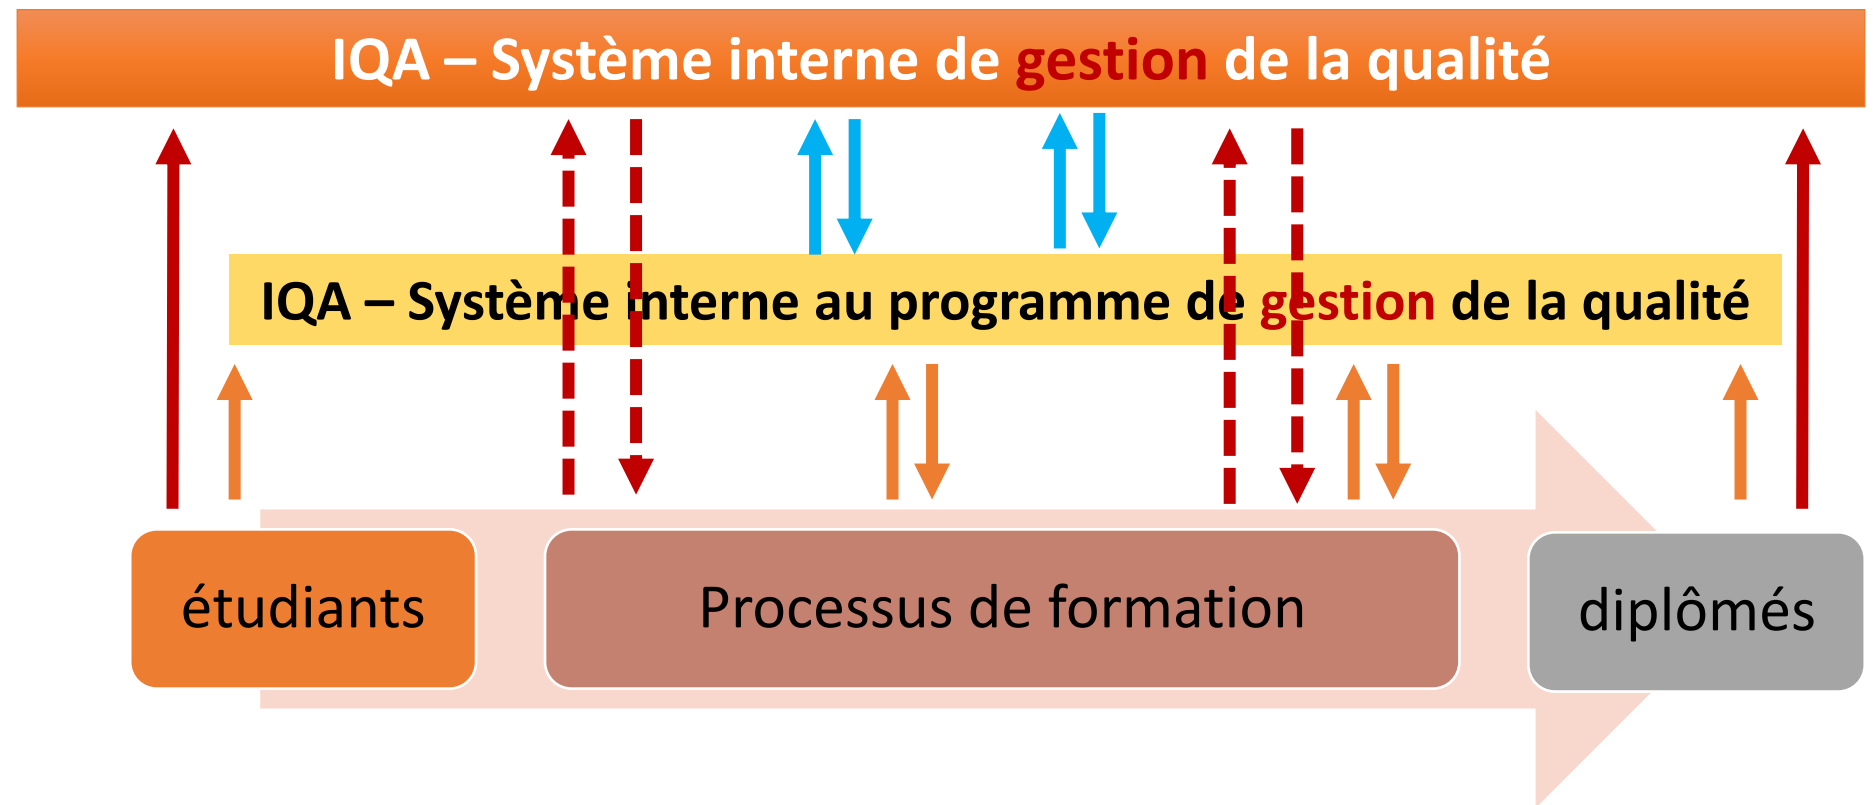 IQA – Système interne de gestion de la qualité
IQA – Système interne au programme de gestion de la qualité
étudiants
Processus de formation
diplômés